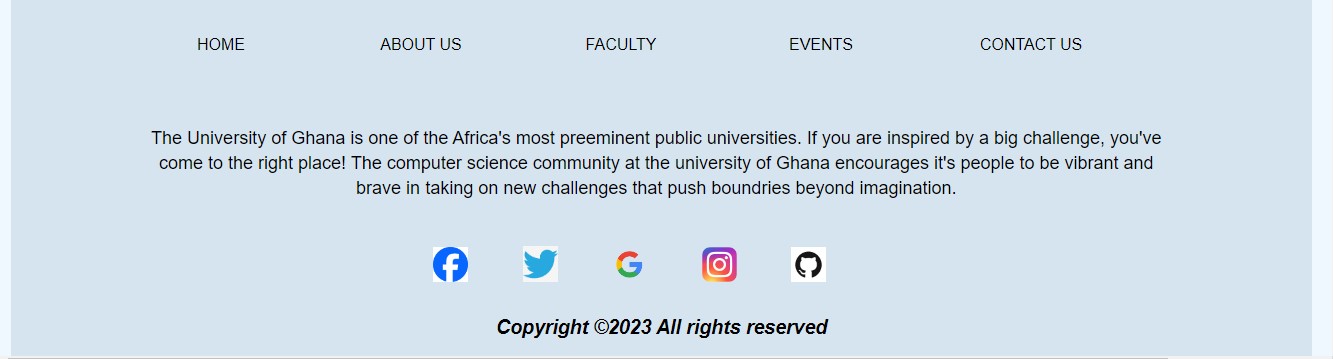 HOME ABOUT US FACULTY EVENTS CONTACT US
The University of Ghana is one of the Africa's most preeminent public universities. If you are inspired by a big challenge, you've
come to the right place! The computer science community at the university of Ghana encourages it's people to be vibrant and
brave in taking on new challenges that push boundries beyond imagination.
Copyright ©2023 All rights reserved